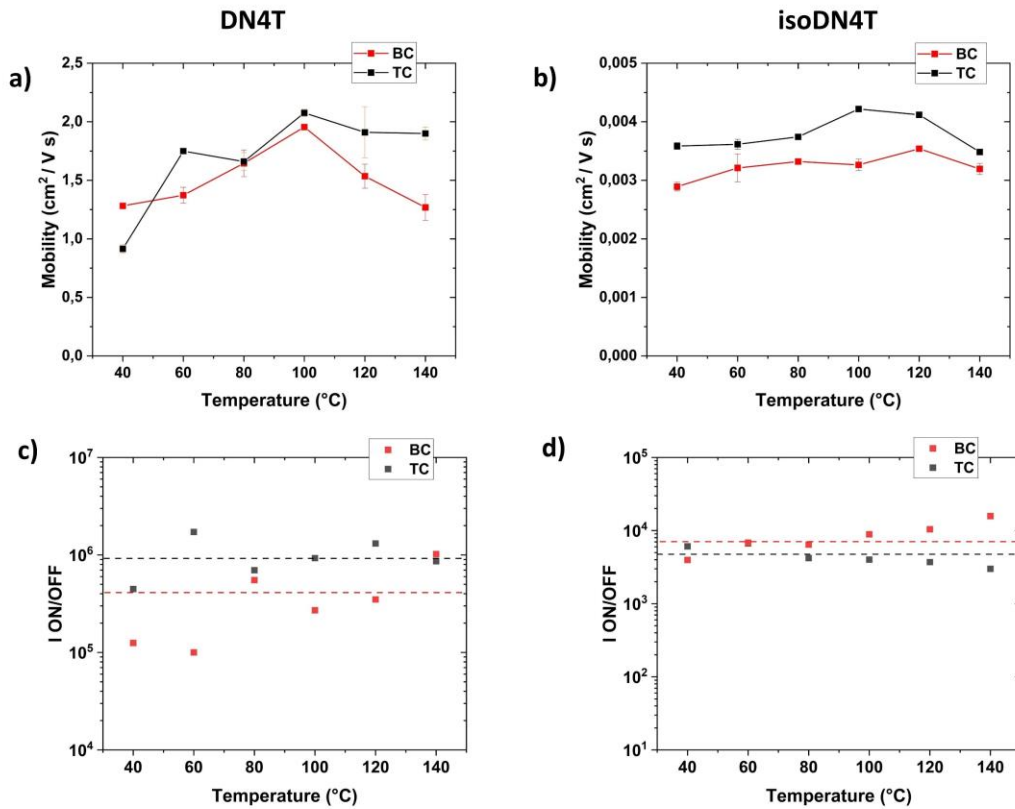 DN4T
isoDN4T
a)
BC
TC
2,5
2,0
1,5
1,0
0,5
0,0
Mobility (cm² / V s)
40 60 80 100 120 140
Temperature (°C)
b)
BC
TC
0,005
0,004
0,003
0,002
0,001
0,000
Mobility (cm² / V s)
40 60 80 100 120 140
Temperature (°C)
c)
BC
TC
10⁷
10⁶
10⁵
10⁴
I ON/OFF
40 60 80 100 120 140
Temperature (°C)
d)
BC
TC
10⁵
10⁴
10³
10²
10¹
I ON/OFF
40 60 80 100 120 140
Temperature (°C)